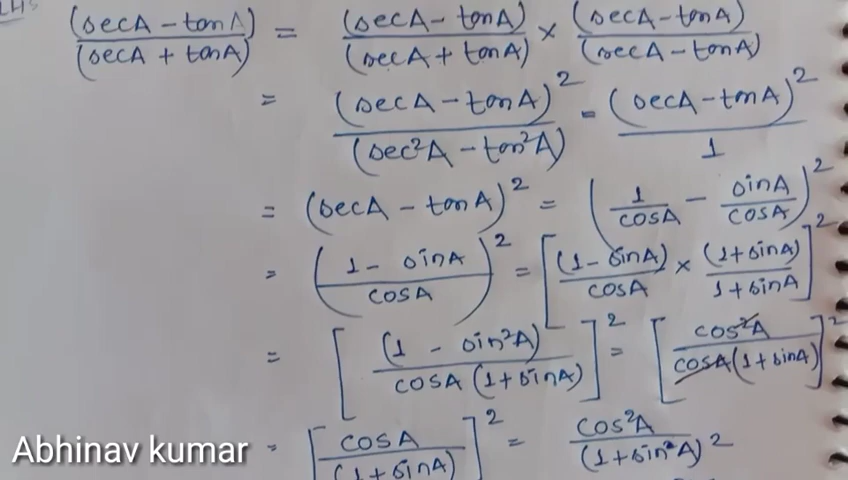 LHS (secA - tanA) / (secA + tanA) = (secA - tanA) / (secA + tanA) × (secA - tanA) / (secA - tanA)
= (secA - tanA)² / (sec²A - tan²A) = (secA - tanA)² / 1
= (secA - tanA)² = (1 / cosA - sinA / cosA)²
= (1 - sinA / cosA)² = [(1 - sinA) / cosA × (1 + sinA) / 1 + sinA]²
= [(1 - sin²A) / cosA (1 + sinA)]² = [cos²A / cosA (1 + sinA)]²
= [cosA / (1 + sinA)]² = cos²A / (1 + sin²A)²
Abhinav kumar